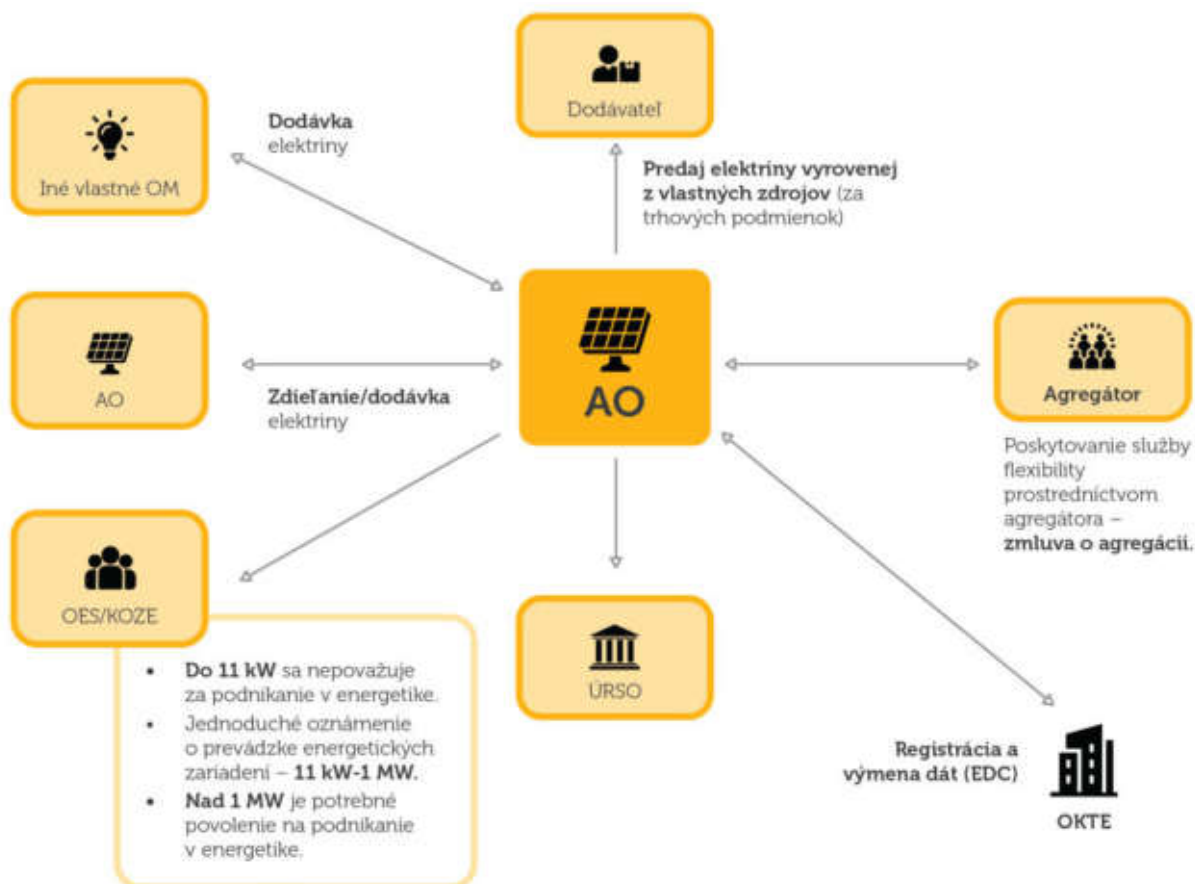 Dodávateľ
Iné vlastné OM
Dodávka
elektriny
Predaj elektriny vyrovenej
z vlastných zdrojov (za
trhových podmienok)
AO
Zdieľanie/dodávka
elektriny
AO
Agregátor
Poskytovanie služby
flexibility
prostredníctvom
agregátora –
zmluva o agregácii.
OES/KOZE
• Do 11 kW sa nepovažuje
za podnikanie v energetike.
• Jednoduché oznámenie
o prevádzke energetických
zariadení – 11 kW-1 MW.
• Nad 1 MW je potrebné
povolenie na podnikanie
v energetike.
ÚRSO
Registrácia a
výmena dát (EDC)
OKTE